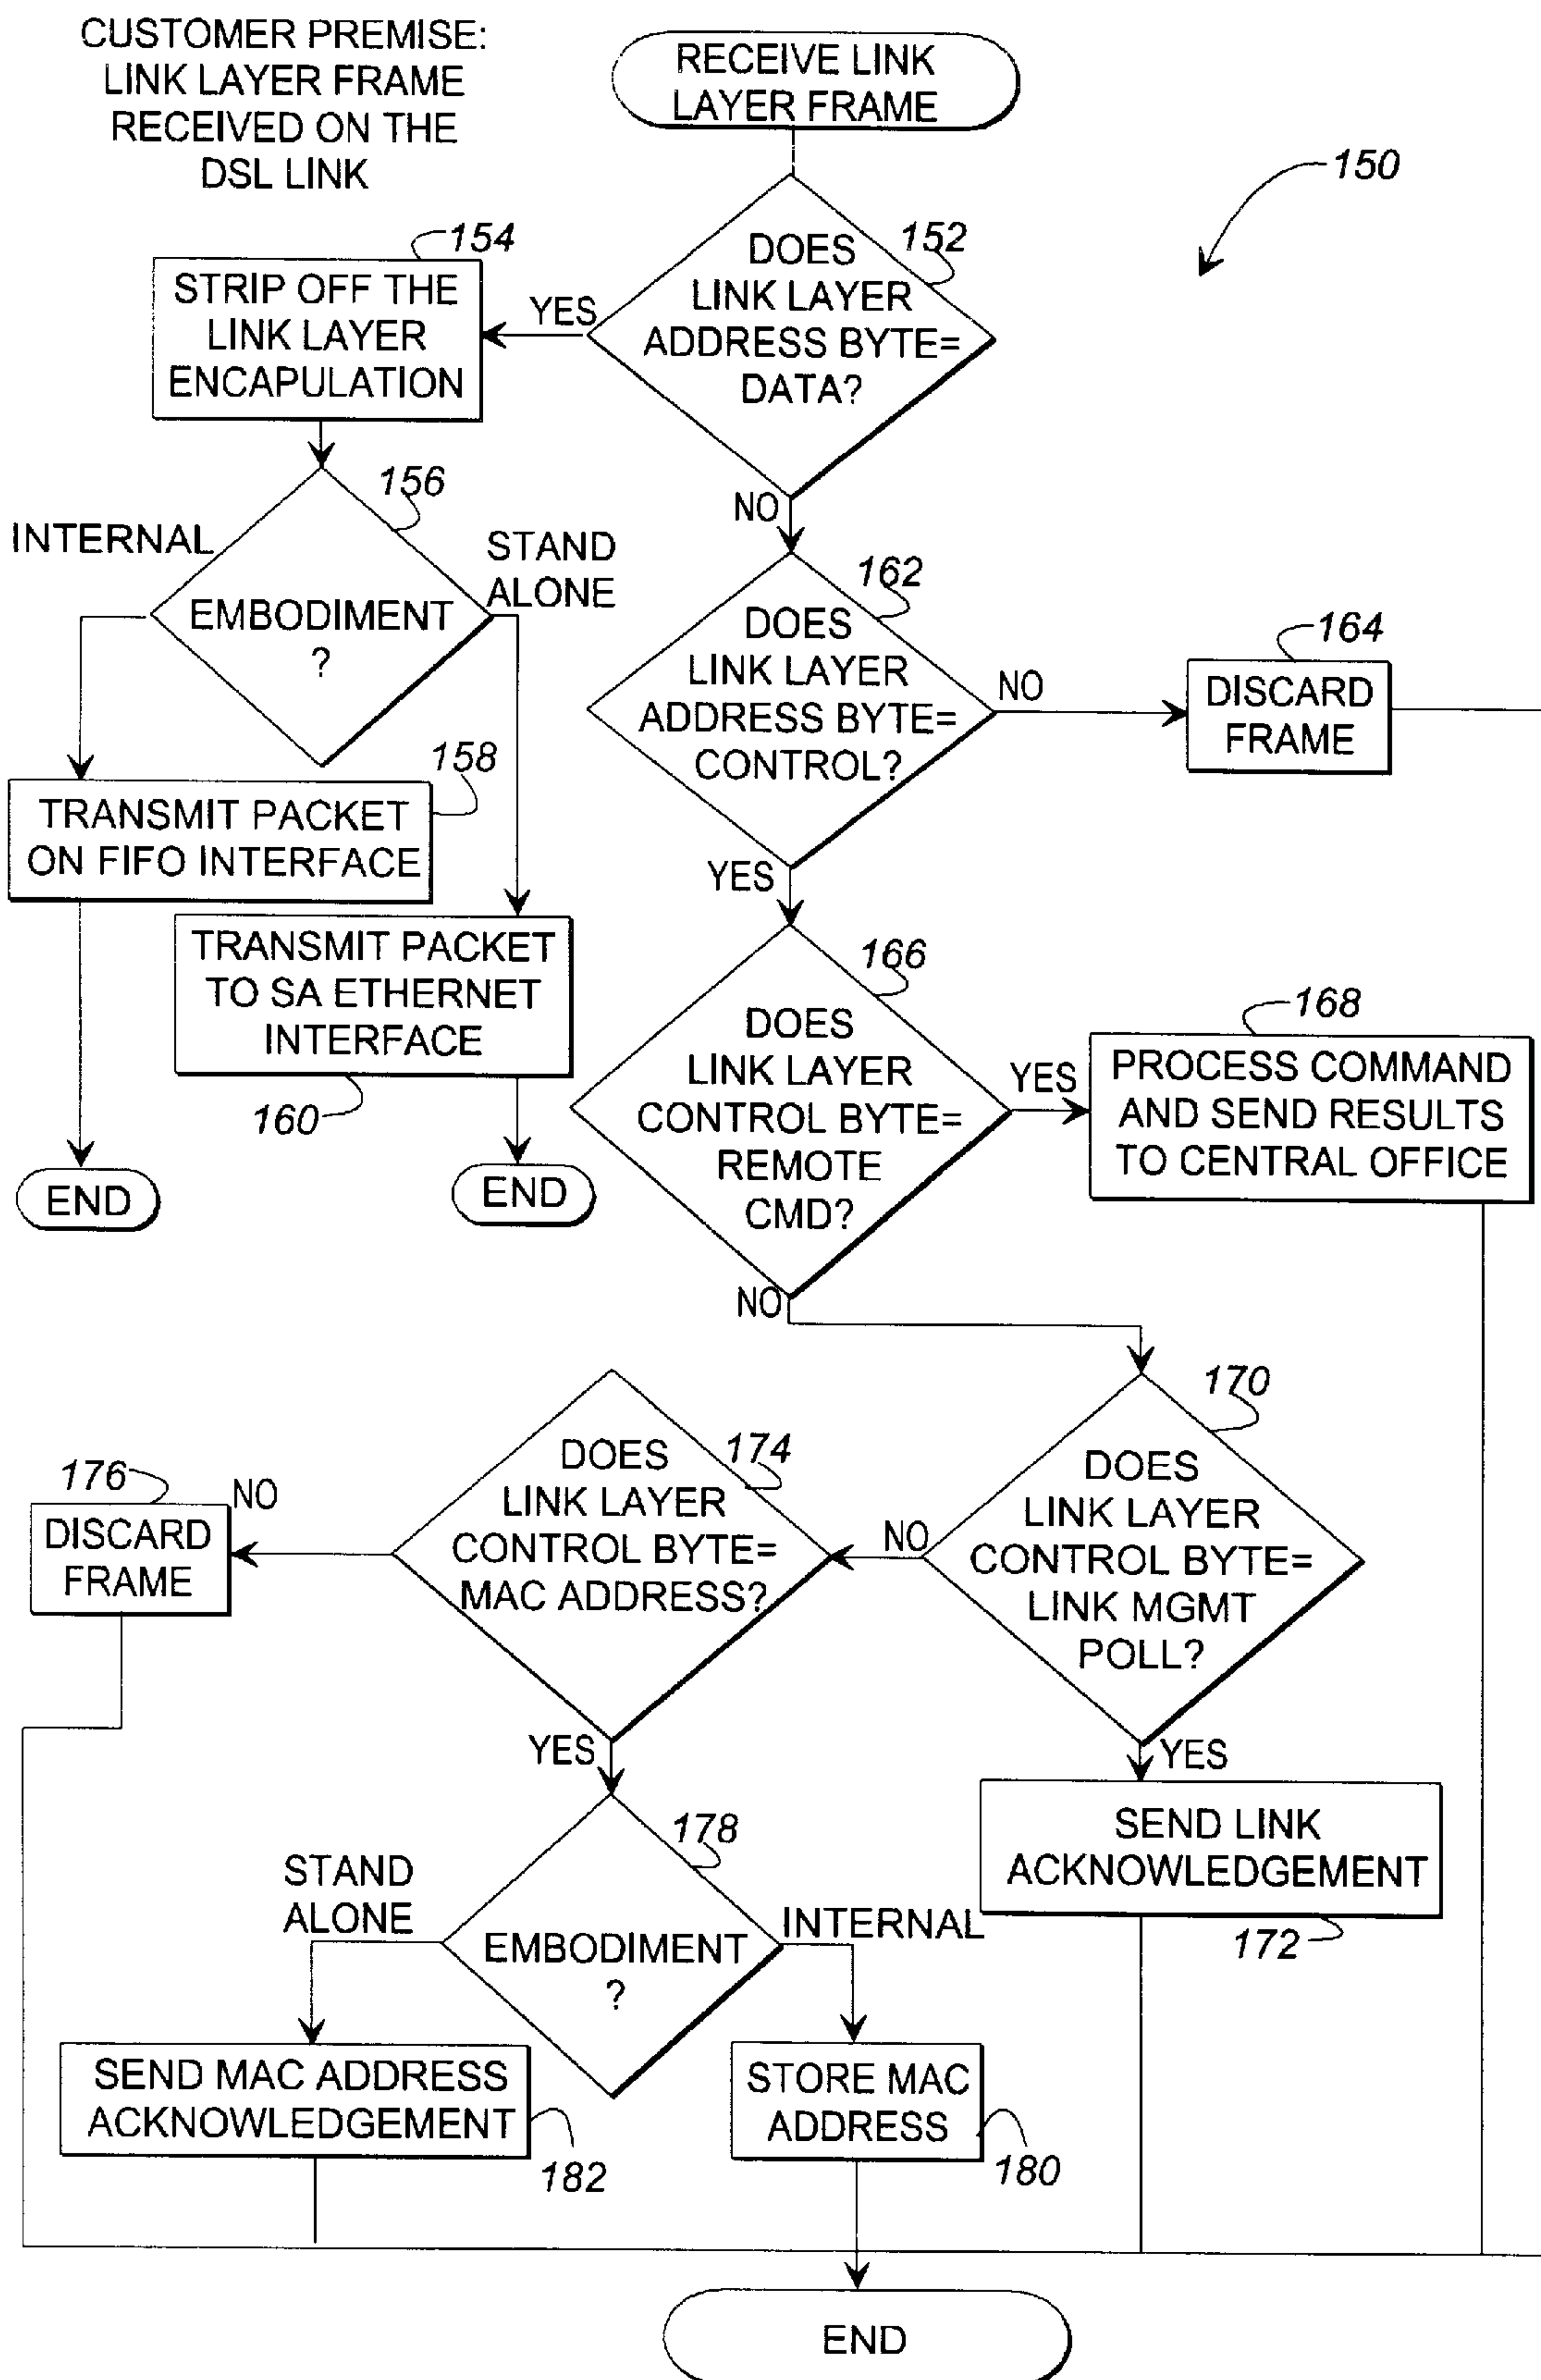 CUSTOMER PREMISE:
LINK LAYER FRAME
RECEIVED ON THE
DSL LINK
RECEIVE LINK
LAYER FRAME
150
152
DOES
LINK LAYER
ADDRESS BYTE=
DATA?
YES
154
STRIP OFF THE
LINK LAYER
ENCAPULATION
NO
156
INTERNAL
STAND
ALONE
EMBODIMENT
?
158
TRANSMIT PACKET
ON FIFO INTERFACE
TRANSMIT PACKET
TO SA ETHERNET
INTERFACE
160
END
END
162
DOES
LINK LAYER
ADDRESS BYTE=
CONTROL?
NO
164
DISCARD
FRAME
YES
166
DOES
LINK LAYER
CONTROL BYTE=
REMOTE
CMD?
YES
168
PROCESS COMMAND
AND SEND RESULTS
TO CENTRAL OFFICE
NO
170
DOES
LINK LAYER
CONTROL BYTE=
LINK MGMT
POLL?
NO
YES
SEND LINK
ACKNOWLEDGEMENT
172
174
DOES
LINK LAYER
CONTROL BYTE=
MAC ADDRESS?
NO
176
DISCARD
FRAME
YES
178
STAND
ALONE
INTERNAL
EMBODIMENT
?
SEND MAC ADDRESS
ACKNOWLEDGEMENT
182
STORE MAC
ADDRESS
180
END